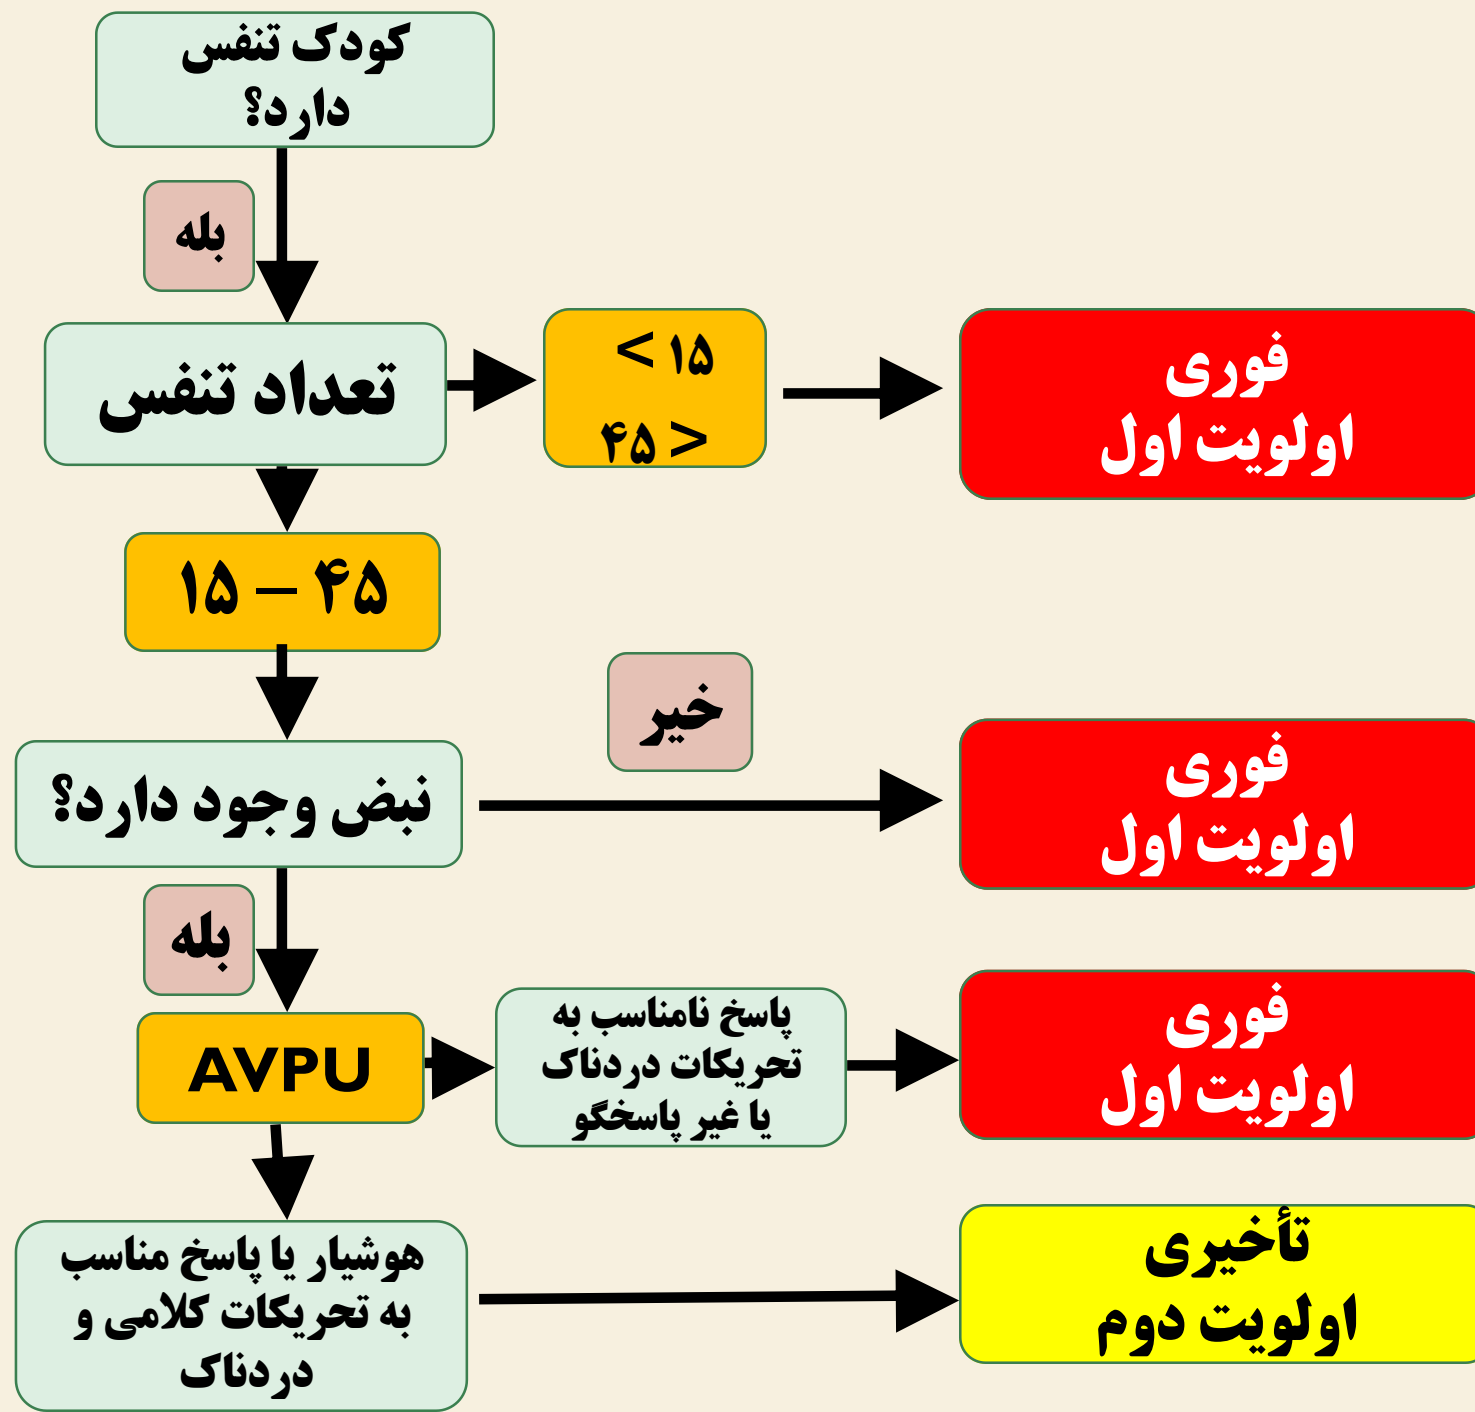 کودک تنفس
دارد؟
بله
تعداد تنفس
< ۱۵
۴۵ >
فوری
اولویت اول
۱۵ – ۴۵
خیر
نبض وجود دارد؟
فوری
اولویت اول
بله
AVPU
پاسخ نامناسب به
تحریکات دردناک
یا غیر پاسخگو
فوری
اولویت اول
هوشیار یا پاسخ مناسب
به تحریکات کلامی و
دردناک
تأخیری
اولویت دوم